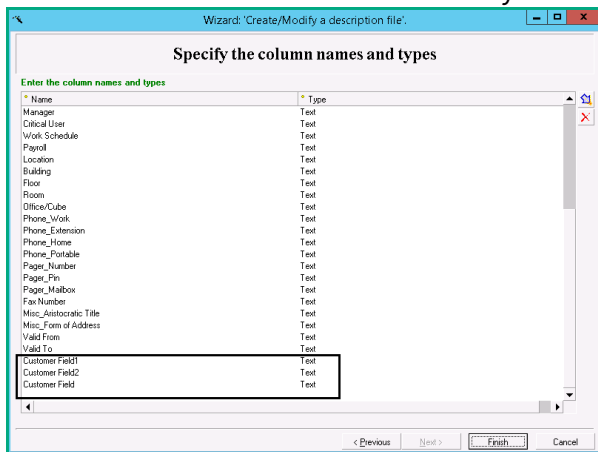 Wizard: 'Create/Modify a description file'.
Specify the column names and types
Enter the column names and types
Name Type
Manager Text
Critical User Text
Work Schedule Text
Payroll Text
Location Text
Building Text
Floor Text
Room Text
Office/Cube Text
Phone_Work Text
Phone_Extension Text
Phone_Home Text
Phone_Portable Text
Pager_Number Text
Pager_Pin Text
Pager_Mailbox Text
Fax Number Text
Misc_Aristocratic Title Text
Misc_Form of Address Text
Valid From Text
Valid To Text
Customer Field1 Text
Customer Field2 Text
Customer Field Text
< Previous Next > Finish Cancel